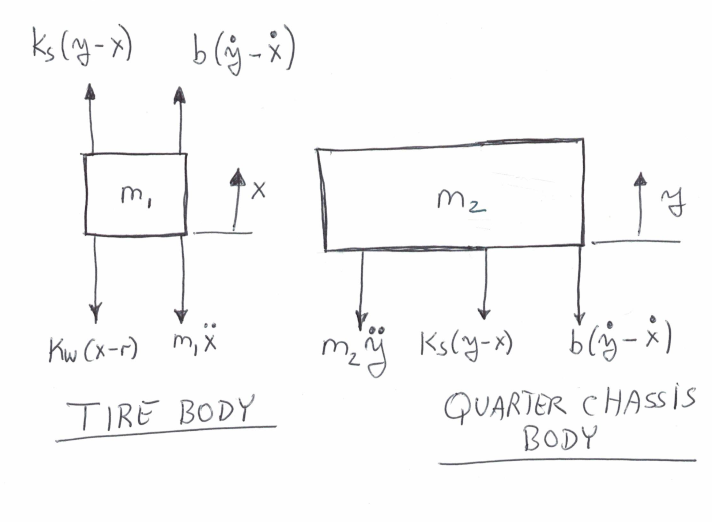 Ks(y-x) b(ẏ-ẋ)
m₁ x
m₂ y
Kw(x-r) m₁ẍ
m₂ÿ Ks(y-x) b(ẏ-ẋ)
TIRE BODY
QUARTER CHASSIS
BODY